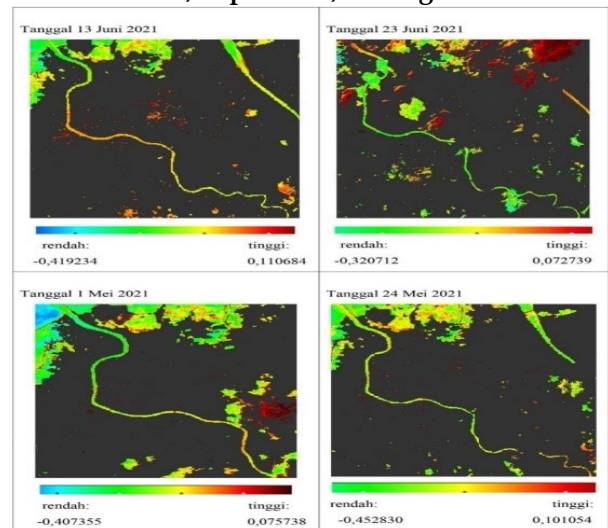 Tanggal 13 Juni 2021
Tanggal 23 Juni 2021
rendah: tinggi:
-0,419234 0,110684
rendah: tinggi:
-0,320712 0,072739
Tanggal 1 Mei 2021
Tanggal 24 Mei 2021
rendah: tinggi:
-0,407355 0,075738
rendah: tinggi:
-0,452830 0,101054